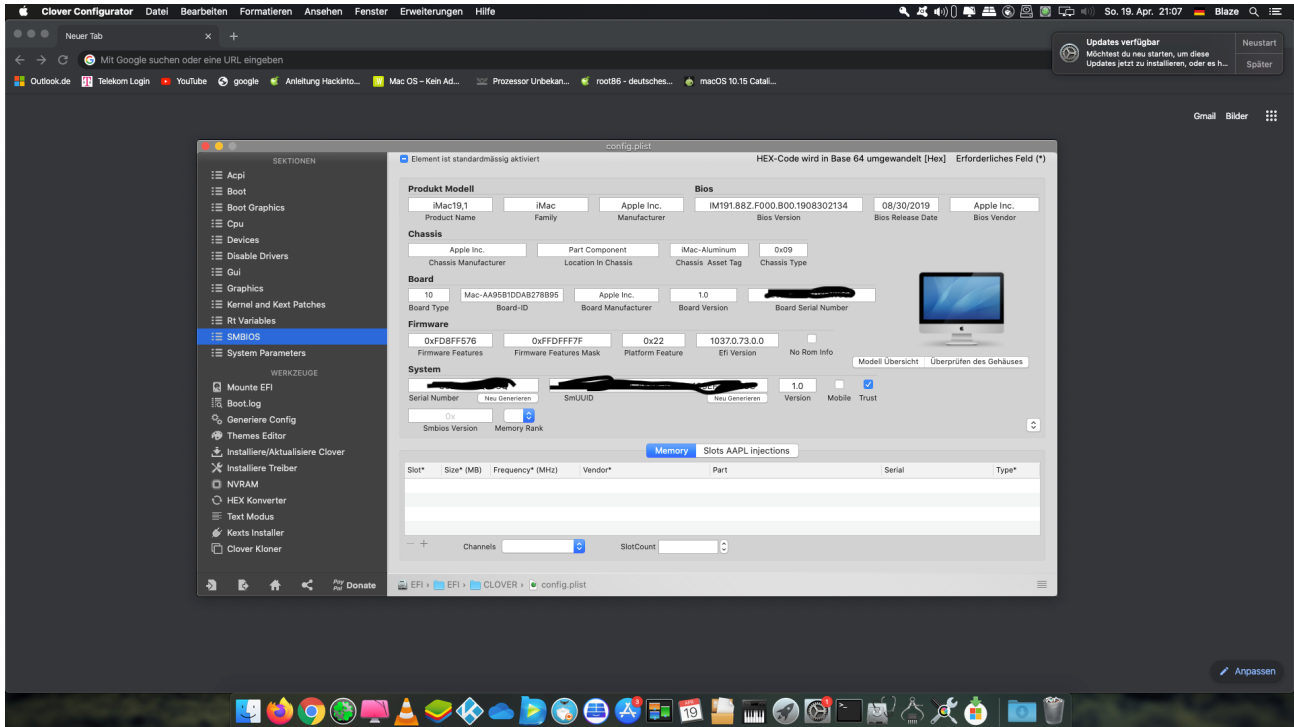 Clover Configurator Datei Bearbeiten Formatieren Ansehen Fenster Erweiterungen Hilfe So. 19. Apr. 21:07 Blaze
Neuer Tab
Updates verfügbar
Möchtest du neu starten, um diese
Updates jetzt zu installieren, oder es h...
Neustart
Später
Mit Google suchen oder eine URL eingeben
Outlook.de Telekom Login YouTube google Anleitung Hackinto... Mac OS – Kein Ad... Prozessor Unbekan... root86 - deutsches... macOS 10.15 Catali...
Gmail Bilder
config.plist
SEKTIONEN
Acpi
Boot
Boot Graphics
Cpu
Devices
Disable Drivers
Gui
Graphics
Kernel and Kext Patches
Rt Variables
SMBIOS
System Parameters
WERKZEUGE
Mounte EFI
Boot.log
Generiere Config
Themes Editor
Installiere/Aktualisiere Clover
Installiere Treiber
NVRAM
HEX Konverter
Text Modus
Kexts Installer
Clover Kloner
PayPal Donate
Element ist standardmässig aktiviert HEX-Code wird in Base 64 umgewandelt [Hex] Erforderliches Feld (*)
Produkt Modell Bios
iMac19,1 iMac Apple Inc. IM191.88Z.F000.B00.1908302134 08/30/2019 Apple Inc.
Product Name Family Manufacturer Bios Version Bios Release Date Bios Vendor
Chassis
Apple Inc. Part Component iMac-Aluminum 0x09
Chassis Manufacturer Location In Chassis Chassis Asset Tag Chassis Type
Board
10 Mac-AA95B1DDAB278B95 Apple Inc. 1.0
Board Type Board-ID Board Manufacturer Board Version Board Serial Number
Firmware
0xFD8FF576 0xFFDFFF7F 0x22 1037.0.73.0.0
Firmware Features Firmware Features Mask Platform Feature Efi Version No Rom Info
Modell Übersicht Überprüfen des Gehäuses
System
1.0
Serial Number Neu Generieren SmUUID Neu Generieren Version Mobile Trust
0x
Smbios Version Memory Rank
Memory Slots AAPL injections
Slot* Size* (MB) Frequency* (MHz) Vendor* Part Serial Type*
Channels SlotCount
EFI › EFI › CLOVER › config.plist
Anpassen
3
APR
19
1